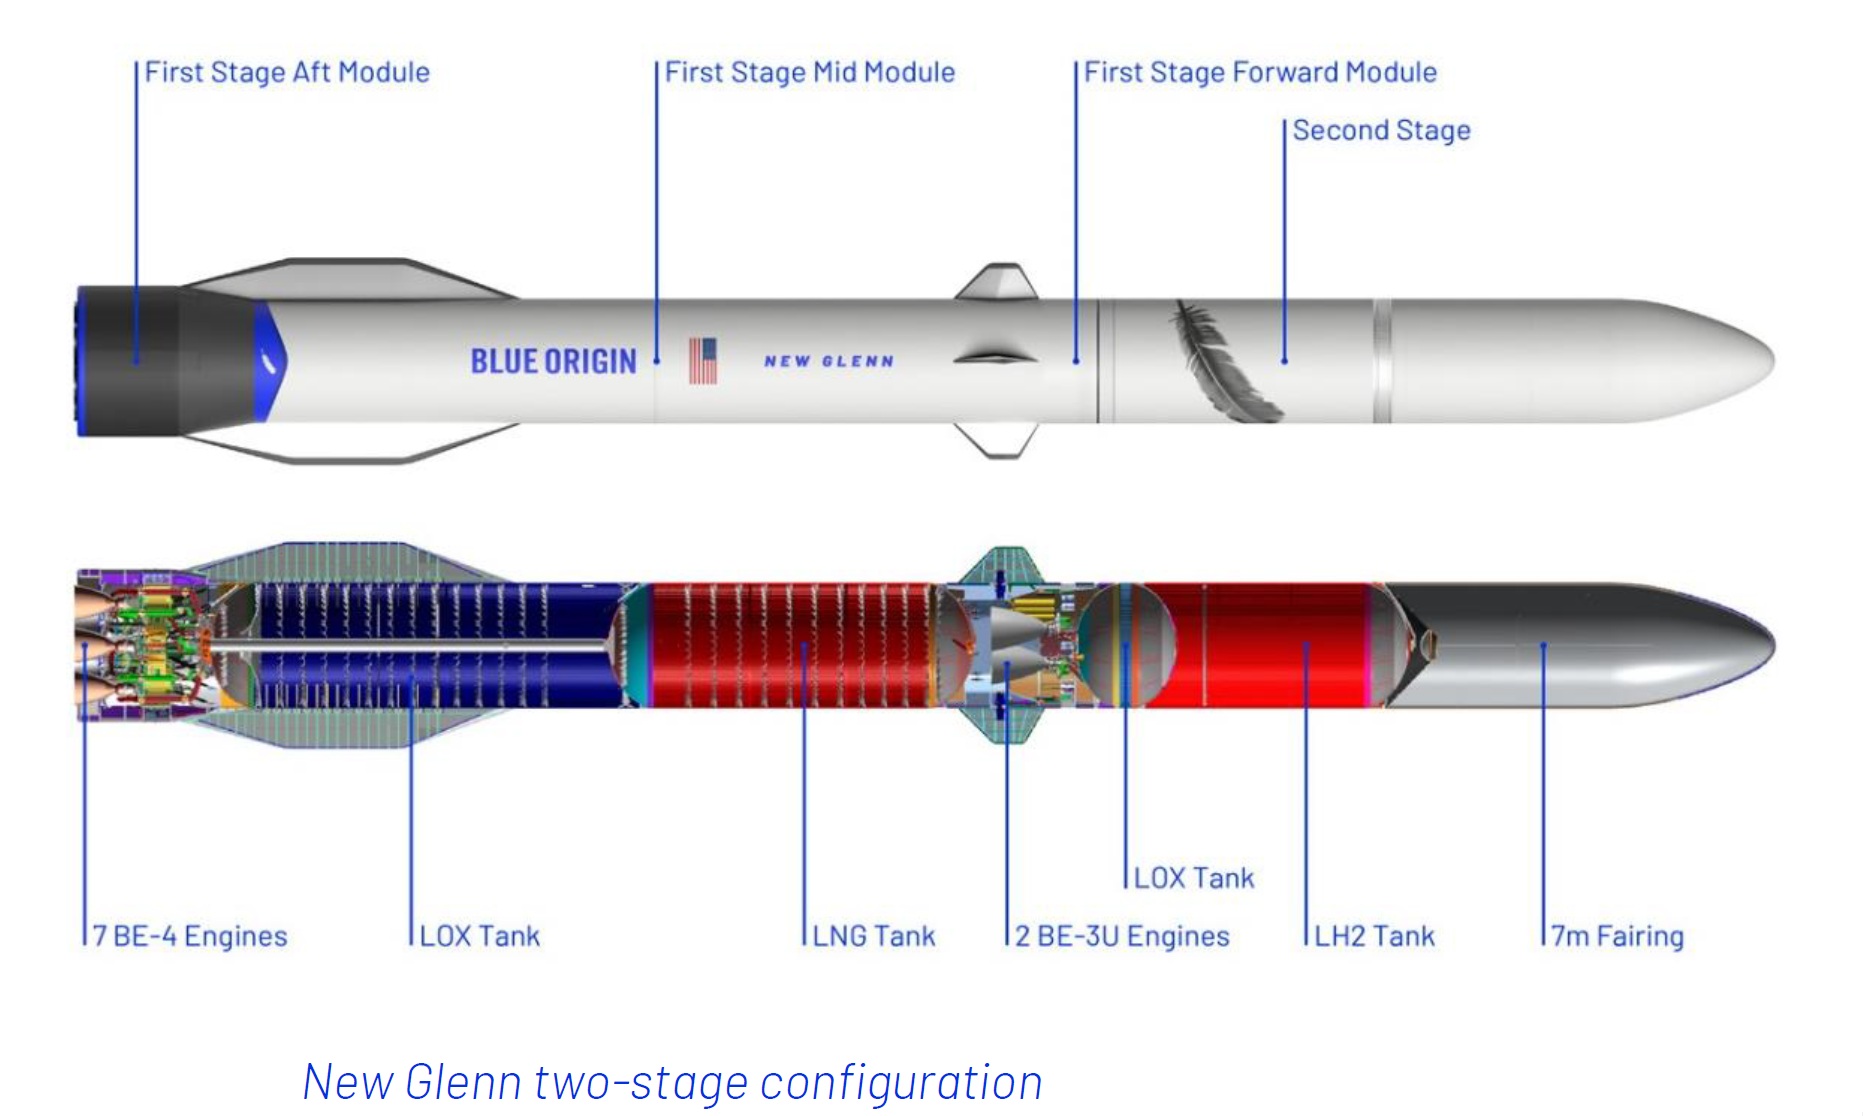 First Stage Aft Module
First Stage Mid Module
First Stage Forward Module
Second Stage
BLUE ORIGIN
NEW GLENN
LOX Tank
7 BE-4 Engines
LOX Tank
LNG Tank
2 BE-3U Engines
LH2 Tank
7m Fairing
New Glenn two-stage configuration